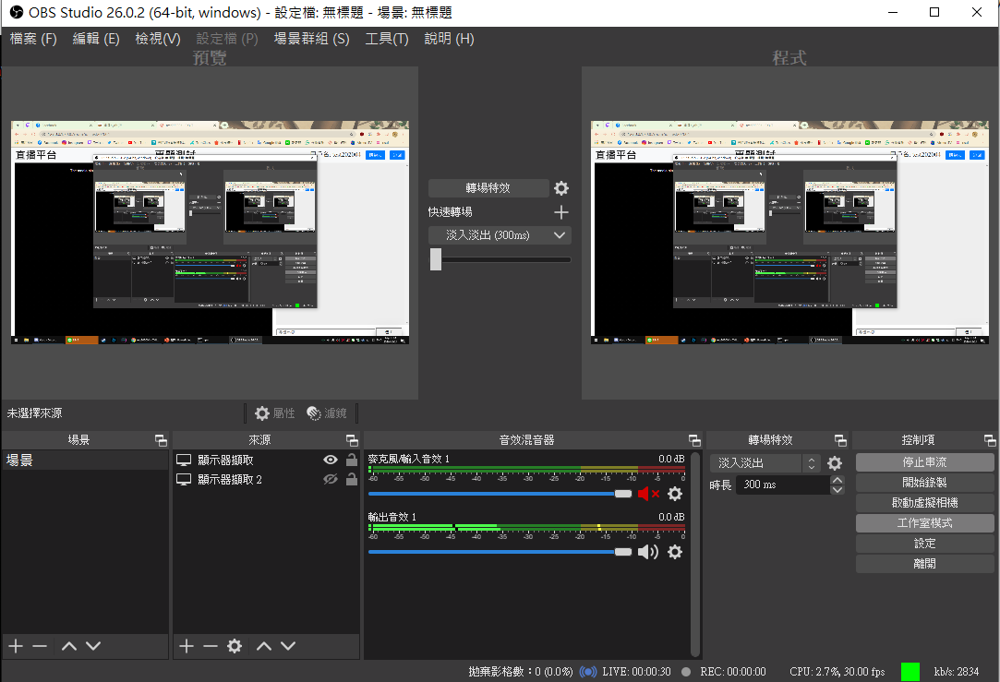 OBS Studio 26.0.2 (64-bit, windows) - 設定檔: 無標題 - 場景: 無標題
檔案 (F) 編輯 (E) 檢視(V) 設定檔 (P) 場景群組 (S) 工具(T) 說明 (H)
預覽 程式
直播平台
直播平台
轉場特效
快速轉場
淡入淡出 (300ms)
未選擇來源 屬性 濾鏡
場景 來源 音效混音器 轉場特效 控制項
場景
顯示器擷取
顯示器擷取 2
麥克風/輸入音效 1 0.0 dB
-60 -55 -50 -45 -40 -35 -30 -25 -20 -15 -10 -5 0
輸出音效 1 0.0 dB
-60 -55 -50 -45 -40 -35 -30 -25 -20 -15 -10 -5 0
淡入淡出
時長 300 ms
停止串流
開始錄製
啟動虛擬相機
工作室模式
設定
離開
拋棄影格數：0 (0.0%) LIVE: 00:00:30 REC: 00:00:00 CPU: 2.7%, 30.00 fps kb/s: 2834